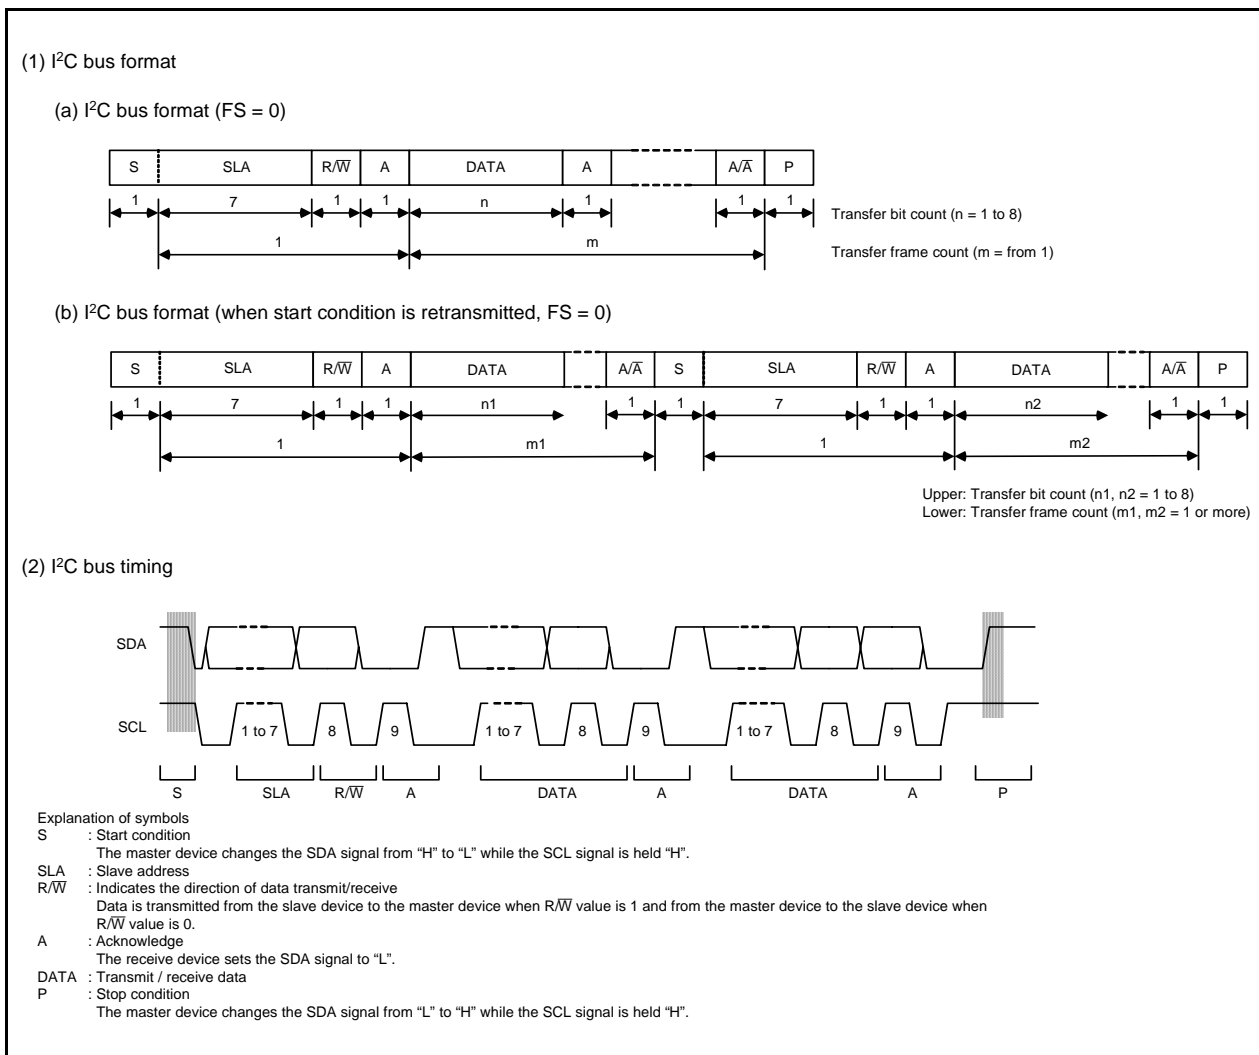 (1) I²C bus format
(a) I²C bus format (FS = 0)
S SLA R/W̅ A DATA A A/A̅ P
1 7 1 1 n 1 1 1
Transfer bit count (n = 1 to 8)
1 m
Transfer frame count (m = from 1)
(b) I²C bus format (when start condition is retransmitted, FS = 0)
S SLA R/W̅ A DATA A/A̅ S SLA R/W̅ A DATA A/A̅ P
1 7 1 1 n1 1 1 7 1 1 n2 1 1
1 m1 1 m2
Upper: Transfer bit count (n1, n2 = 1 to 8)
Lower: Transfer frame count (m1, m2 = 1 or more)
(2) I²C bus timing
SDA
SCL 1 to 7 8 9 1 to 7 8 9 1 to 7 8 9
S SLA R/W̅ A DATA A DATA A P
Explanation of symbols
S : Start condition
The master device changes the SDA signal from “H” to “L” while the SCL signal is held “H”.
SLA : Slave address
R/W̅ : Indicates the direction of data transmit/receive
Data is transmitted from the slave device to the master device when R/W̅ value is 1 and from the master device to the slave device when
R/W̅ value is 0.
A : Acknowledge
The receive device sets the SDA signal to “L”.
DATA : Transmit / receive data
P : Stop condition
The master device changes the SDA signal from “L” to “H” while the SCL signal is held “H”.